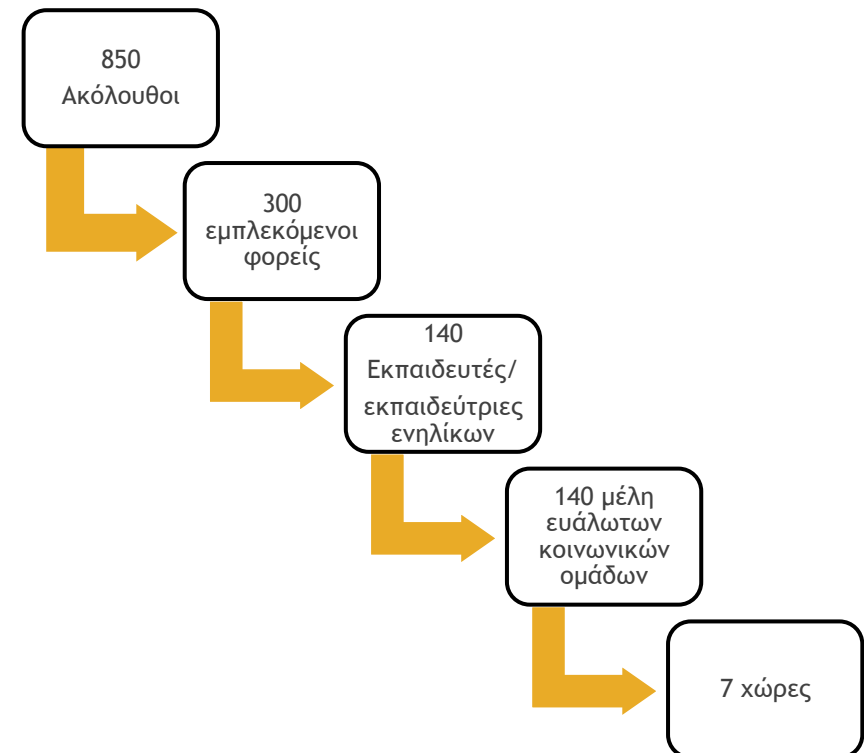 850
Ακόλουθοι
300
εμπλεκόμενοι
φορείς
140
Εκπαιδευτές/
εκπαιδεύτριες
ενηλίκων
140 μέλη
ευάλωτων
κοινωνικών
ομάδων
7 χώρες